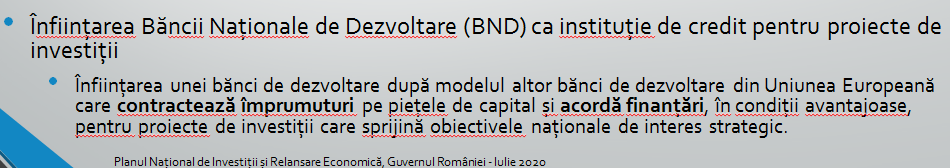 Înființarea Băncii Naționale de Dezvoltare (BND) ca instituție de credit pentru proiecte de
investiții
Înființarea unei bănci de dezvoltare după modelul altor bănci de dezvoltare din Uniunea Europeană
care contractează împrumuturi pe piețele de capital și acordă finanțări, în condiții avantajoase,
pentru proiecte de investiții care sprijină obiectivele naționale de interes strategic.
Planul Național de Investiții și Relansare Economică, Guvernul României - Iulie 2020